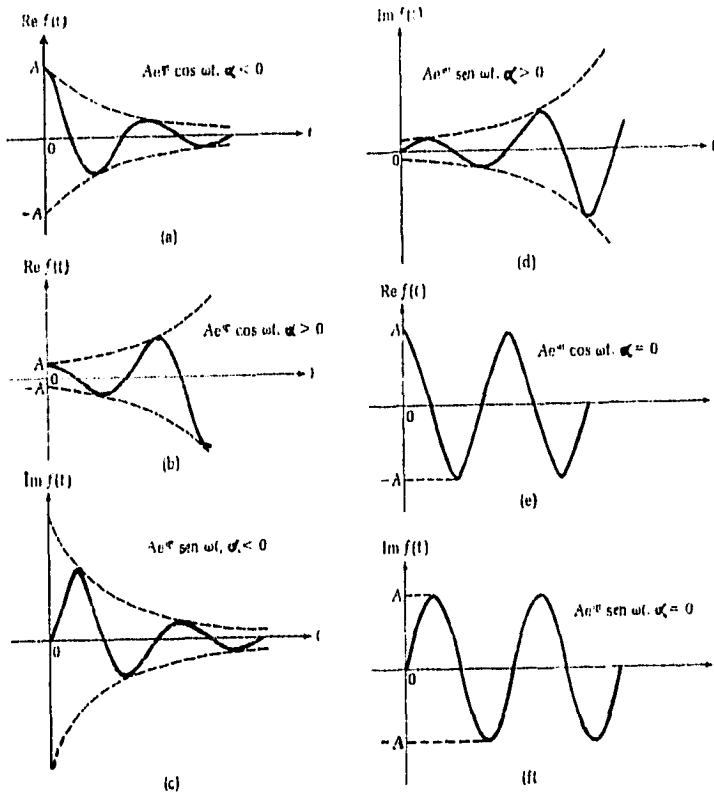 Re f(t)
A
Ae^αt cos ωt, α < 0
0
t
−A
(a)
Re f(t)
Ae^αt cos ωt, α > 0
A
0
−A
t
(b)
Im f(t)
Ae^αt sen ωt, α < 0
0
t
(c)
Im f(t)
Ae^αt sen ωt, α > 0
0
t
(d)
Re f(t)
A
Ae^αt cos ωt, α = 0
0
−A
(e)
Im f(t)
A
Ae^αt sen ωt, α = 0
0
−A
(ft